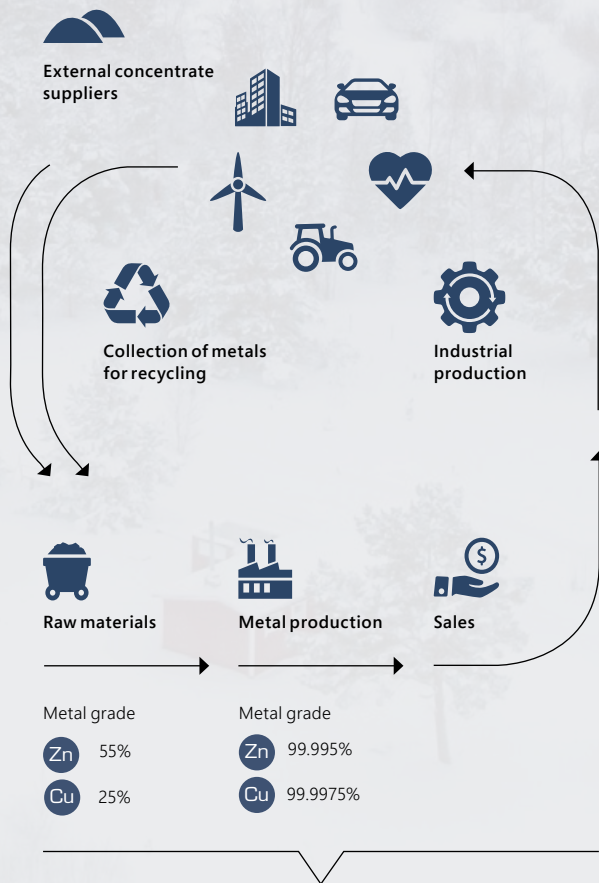 External concentrate
suppliers
Collection of metals
for recycling
Industrial
production
$
Raw materials
Metal production
Sales
Metal grade
Zn 55%
Cu 25%
Metal grade
Zn 99.995%
Cu 99.9975%